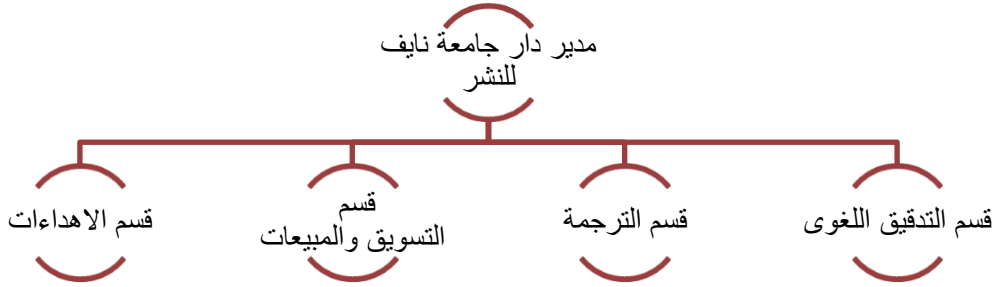 مدير دار جامعة نايف
للنشر
قسم التدقيق اللغوى
قسم الترجمة
قسم
التسويق والمبيعات
قسم الاهداءات